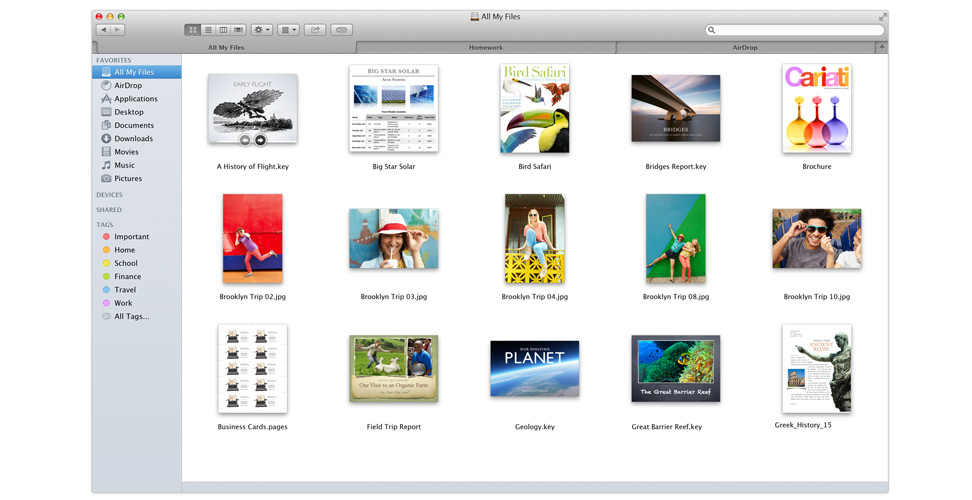 All My Files
All My Files
Homework
AirDrop
FAVORITES
All My Files
AirDrop
Applications
Desktop
Documents
Downloads
Movies
Music
Pictures
DEVICES
SHARED
TAGS
Important
Home
School
Finance
Travel
Work
All Tags...
EARLY FLIGHT
A History of Flight.key
BIG STAR SOLAR
Array Systems
Big Star Solar
Bird Safari
Bird Safari
BRIDGES
Bridges Report.key
Cariati
Brochure
Brooklyn Trip 02.jpg
Brooklyn Trip 03.jpg
Brooklyn Trip 04.jpg
Brooklyn Trip 08.jpg
Brooklyn Trip 10.jpg
Business Cards.pages
Our Visit to an Organic Farm
Field Trip Report
OUR EVOLVING
PLANET
Geology.key
The Great Barrier Reef
Great Barrier Reef.key
ANCIENT
ROME
Greek_History_15